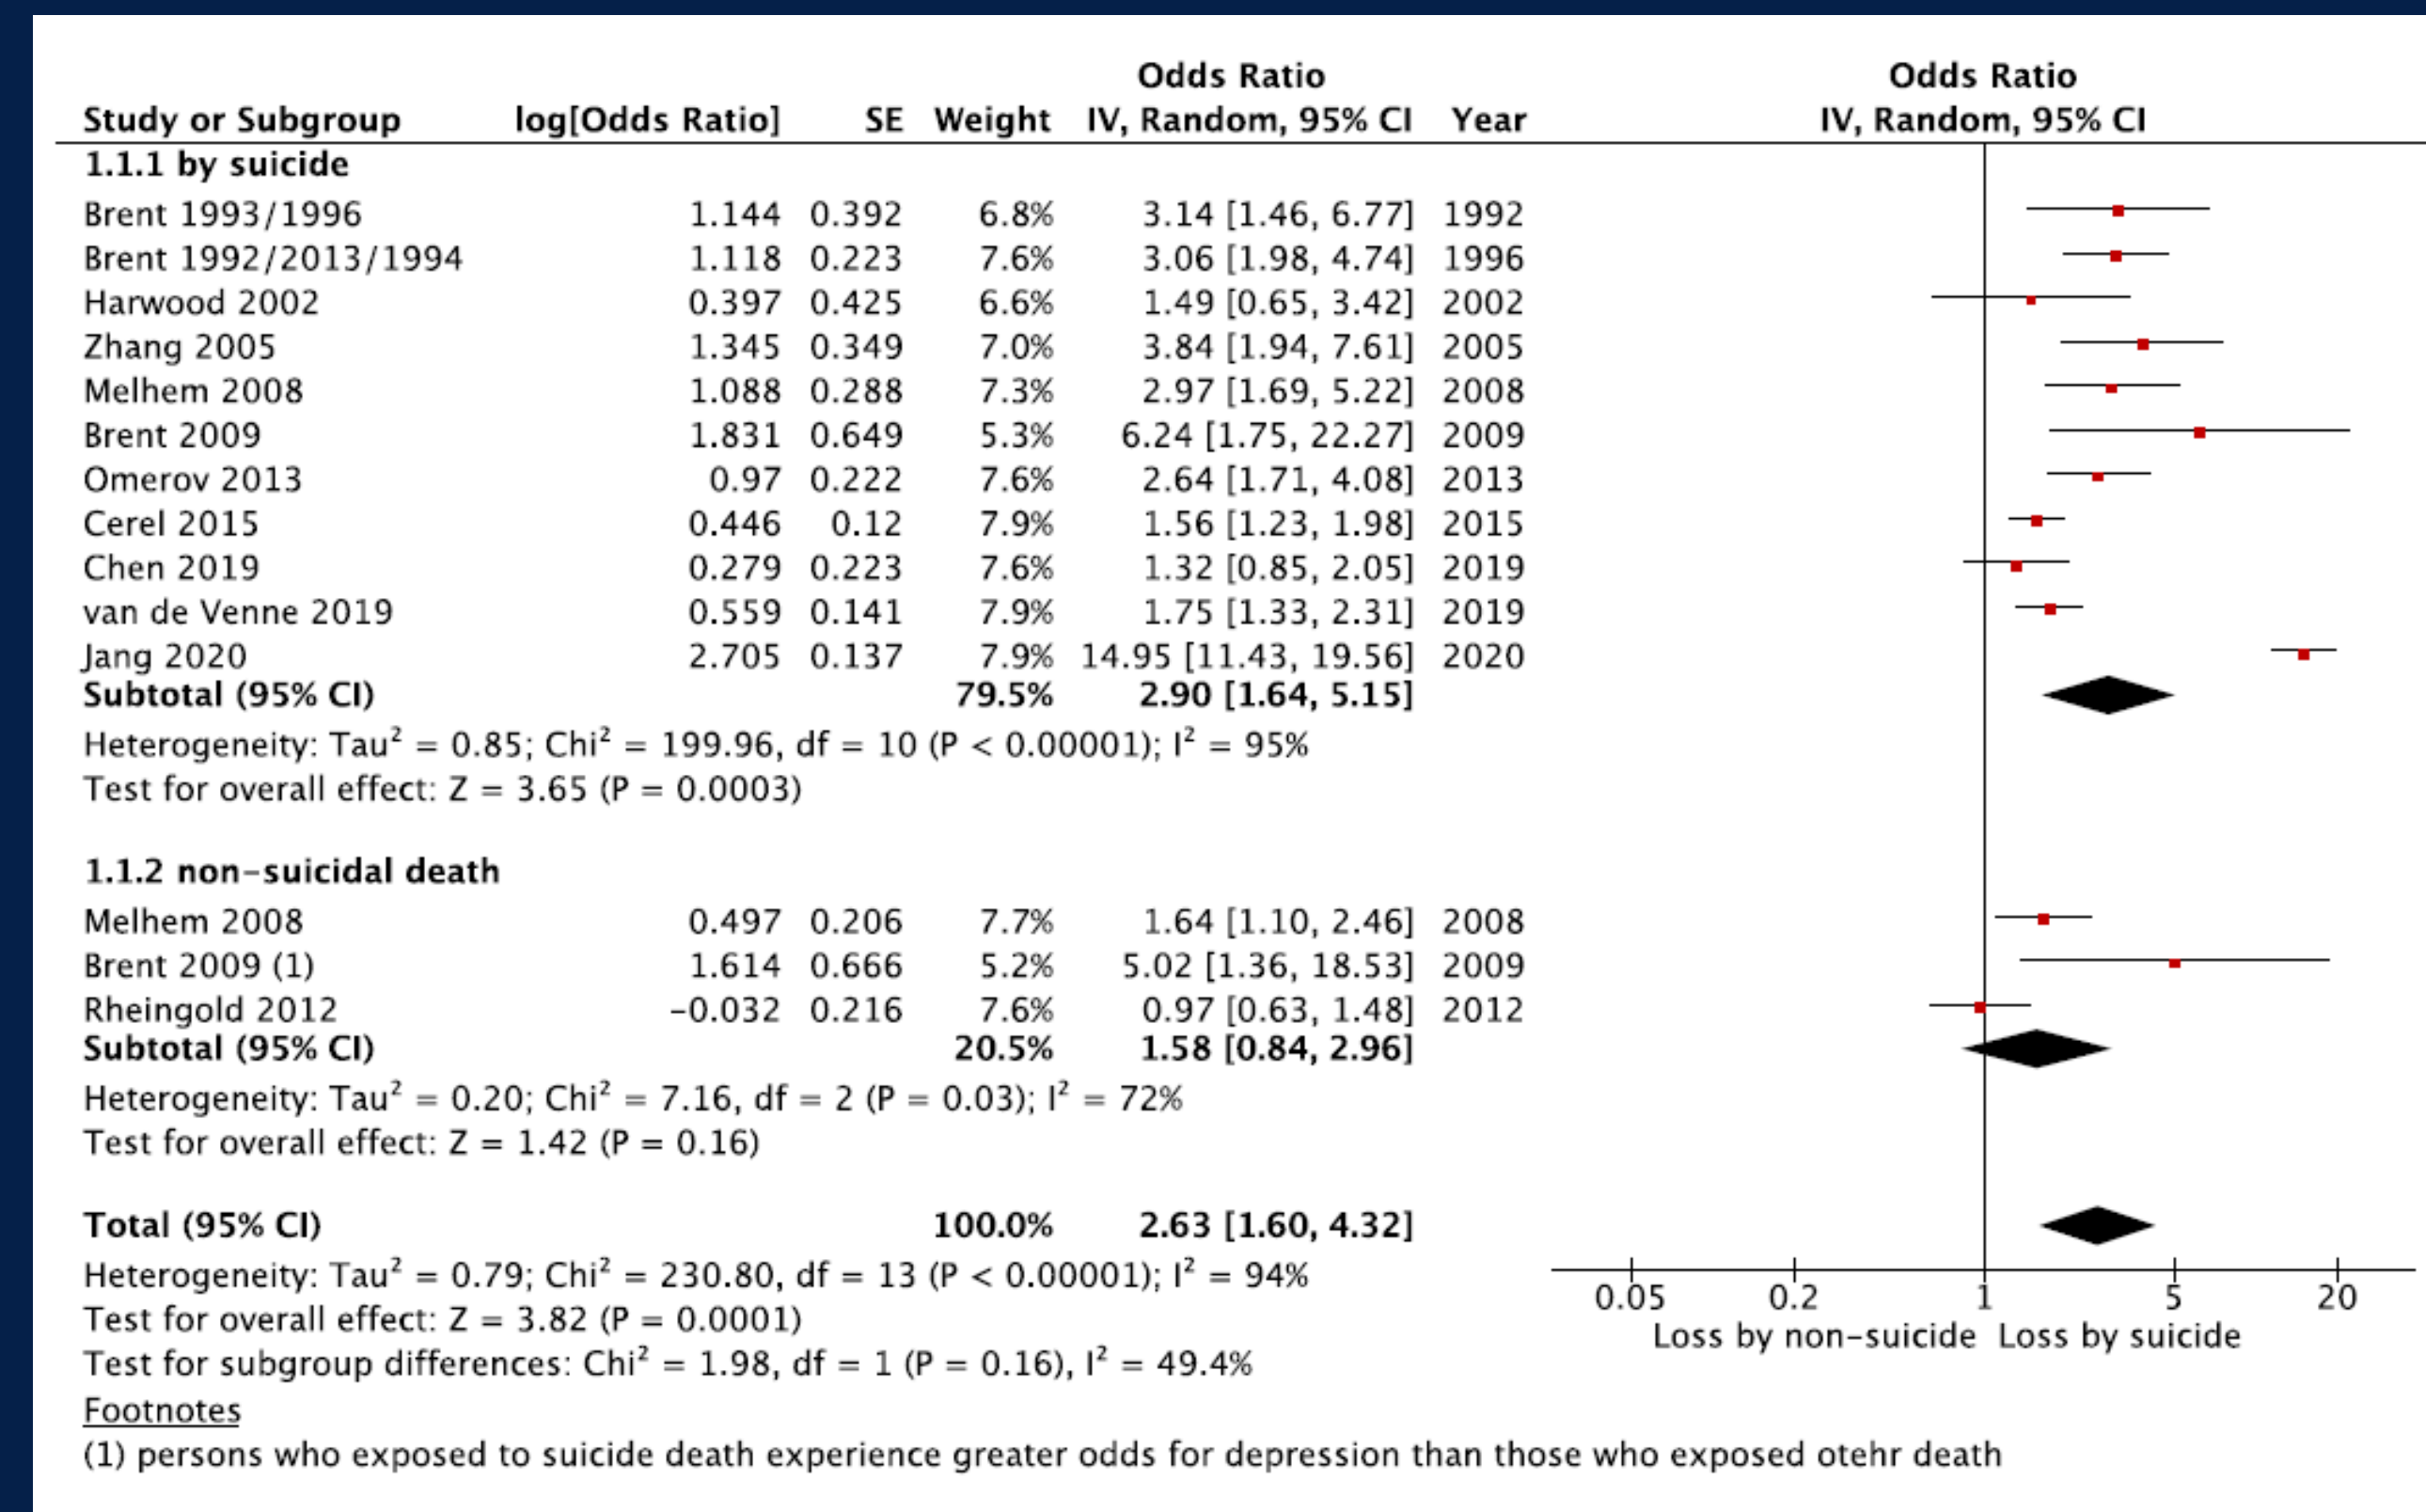 Odds Ratio Odds Ratio
Study or Subgroup log[Odds Ratio] SE Weight IV, Random, 95% CI Year IV, Random, 95% CI
1.1.1 by suicide
Brent 1993/1996 1.144 0.392 6.8% 3.14 [1.46, 6.77] 1992
Brent 1992/2013/1994 1.118 0.223 7.6% 3.06 [1.98, 4.74] 1996
Harwood 2002 0.397 0.425 6.6% 1.49 [0.65, 3.42] 2002
Zhang 2005 1.345 0.349 7.0% 3.84 [1.94, 7.61] 2005
Melhem 2008 1.088 0.288 7.3% 2.97 [1.69, 5.22] 2008
Brent 2009 1.831 0.649 5.3% 6.24 [1.75, 22.27] 2009
Omerov 2013 0.97 0.222 7.6% 2.64 [1.71, 4.08] 2013
Cerel 2015 0.446 0.12 7.9% 1.56 [1.23, 1.98] 2015
Chen 2019 0.279 0.223 7.6% 1.32 [0.85, 2.05] 2019
van de Venne 2019 0.559 0.141 7.9% 1.75 [1.33, 2.31] 2019
Jang 2020 2.705 0.137 7.9% 14.95 [11.43, 19.56] 2020
Subtotal (95% CI) 79.5% 2.90 [1.64, 5.15]
Heterogeneity: Tau² = 0.85; Chi² = 199.96, df = 10 (P < 0.00001); I² = 95%
Test for overall effect: Z = 3.65 (P = 0.0003)
1.1.2 non-suicidal death
Melhem 2008 0.497 0.206 7.7% 1.64 [1.10, 2.46] 2008
Brent 2009 (1) 1.614 0.666 5.2% 5.02 [1.36, 18.53] 2009
Rheingold 2012 -0.032 0.216 7.6% 0.97 [0.63, 1.48] 2012
Subtotal (95% CI) 20.5% 1.58 [0.84, 2.96]
Heterogeneity: Tau² = 0.20; Chi² = 7.16, df = 2 (P = 0.03); I² = 72%
Test for overall effect: Z = 1.42 (P = 0.16)
Total (95% CI) 100.0% 2.63 [1.60, 4.32]
Heterogeneity: Tau² = 0.79; Chi² = 230.80, df = 13 (P < 0.00001); I² = 94%
Test for overall effect: Z = 3.82 (P = 0.0001)
Test for subgroup differences: Chi² = 1.98, df = 1 (P = 0.16), I² = 49.4%
0.05 0.2 1 5 20
Loss by non-suicide Loss by suicide
Footnotes
(1) persons who exposed to suicide death experience greater odds for depression than those who exposed otehr death